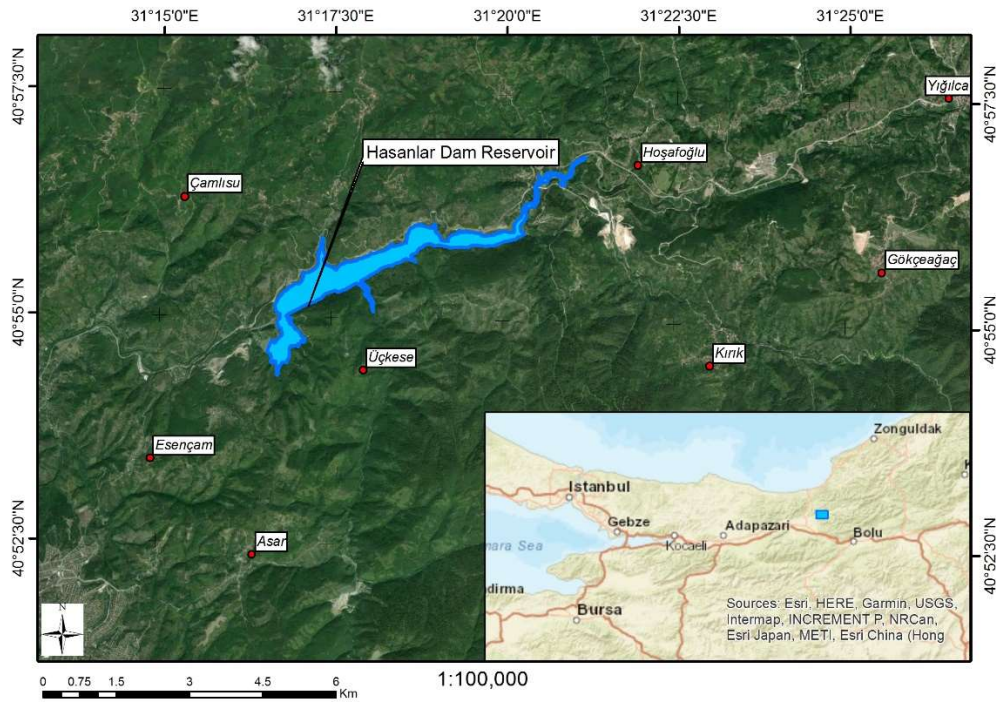 31°15'0"E
31°17'30"E
31°20'0"E
31°22'30"E
31°25'0"E
40°57'30"N
40°57'30"N
Yığılca
Hasanlar Dam Reservoir
Hoşafoğlu
Çamlısu
Gökçeağaç
40°55'0"N
40°55'0"N
Üçkese
Kırık
Esençam
Zonguldak
Istanbul
Gebze
Adapazari
Kocaeli
Bolu
mara Sea
40°52'30"N
40°52'30"N
Asar
ndirma
Bursa
Sources: Esri, HERE, Garmin, USGS,
Intermap, INCREMENT P, NRCan,
Esri Japan, METI, Esri China (Hong
N
0 0.75 1.5 3 4.5 6
Km
1:100,000